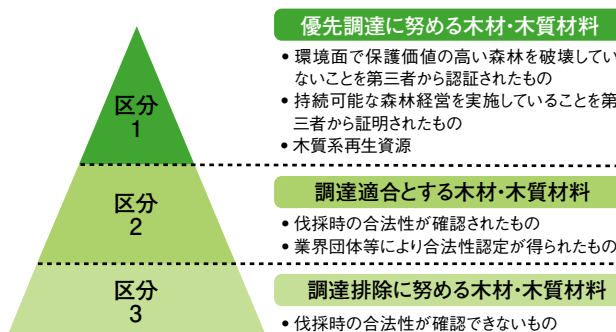 優先調達に努める木材・木質材料
• 環境面で保護価値の高い森林を破壊してい
ないことを第三者から認証されたもの
• 持続可能な森林経営を実施していることを第
三者から証明されたもの
• 木質系再生資源
区分
1
調達適合とする木材・木質材料
• 伐採時の合法性が確認されたもの
• 業界団体等により合法性認定が得られたもの
区分
2
調達排除に努める木材・木質材料
• 伐採時の合法性が確認できないもの
区分
3